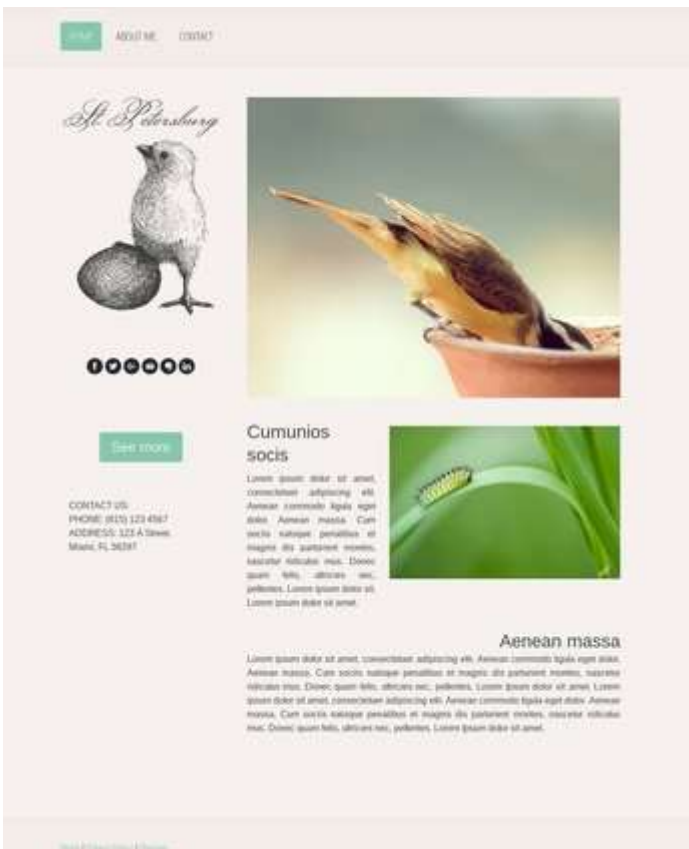 HOME
ABOUT ME
CONTACT
St. Petersburg
See more
CONTACT US:
PHONE: (615) 123 4567
ADDRESS: 123 A Street
Miami, FL
Cumunios
socis
Lorem ipsum dolor sit amet,
consectetuer adipiscing elit.
Aenean commodo ligula eget
dolor. Aenean massa. Cum
sociis natoque penatibus et
magnis dis parturient montes,
nascetur ridiculus mus. Donec
quam felis, ultricies nec,
pellentes. Lorem ipsum dolor sit.
Lorem ipsum dolor sit amet.
Aenean massa
Lorem ipsum dolor sit amet, consectetuer adipiscing elit. Aenean commodo ligula eget dolor.
Aenean massa. Cum sociis natoque penatibus et magnis dis parturient montes, nascetur
ridiculus mus. Donec quam felis, ultricies nec, pellentes. Lorem ipsum dolor sit amet. Lorem
ipsum dolor sit amet, consectetuer adipiscing elit. Aenean commodo ligula eget dolor. Aenean
massa. Cum sociis natoque penatibus et magnis dis parturient montes, nascetur ridiculus
mus. Donec quam felis, ultricies nec, pellentes. Lorem ipsum dolor sit amet.